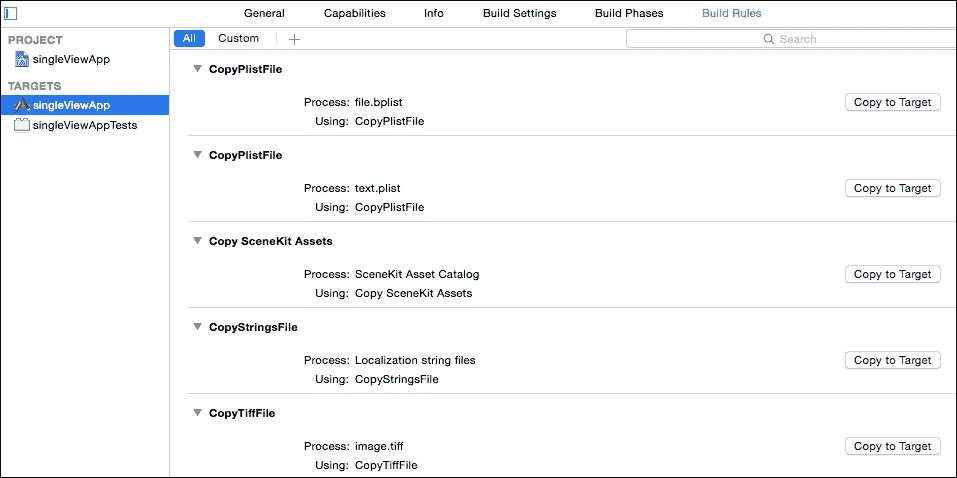 General Capabilities Info Build Settings Build Phases Build Rules
PROJECT
singleViewApp
TARGETS
singleViewApp
singleViewAppTests
All Custom + Search
CopyPlistFile
Process: file.bplist Copy to Target
Using: CopyPlistFile
CopyPlistFile
Process: text.plist Copy to Target
Using: CopyPlistFile
Copy SceneKit Assets
Process: SceneKit Asset Catalog Copy to Target
Using: Copy SceneKit Assets
CopyStringsFile
Process: Localization string files Copy to Target
Using: CopyStringsFile
CopyTiffFile
Process: image.tiff Copy to Target
Using: CopyTiffFile